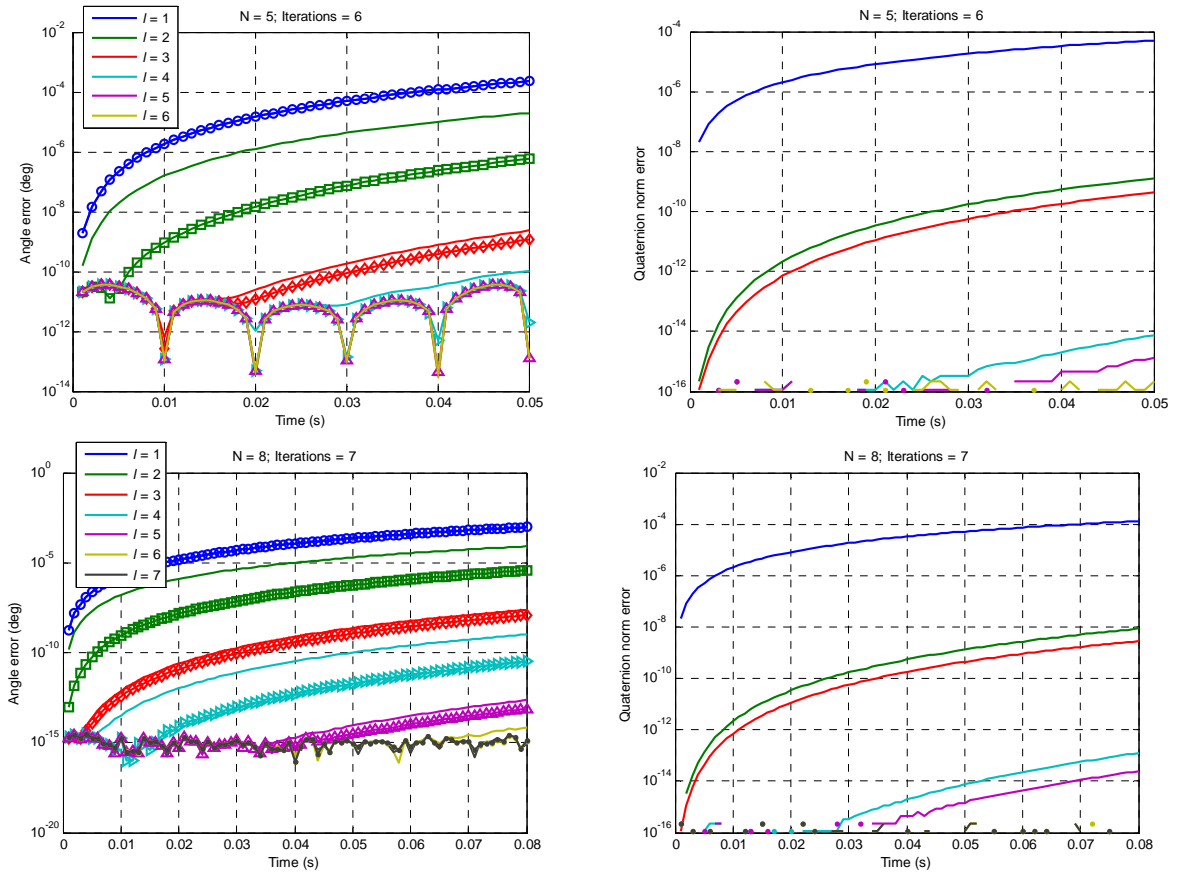 N = 5; Iterations = 6
l = 1
l = 2
l = 3
l = 4
l = 5
l = 6
10^-2
10^-4
10^-6
10^-8
10^-10
10^-12
10^-14
Angle error (deg)
0 0.01 0.02 0.03 0.04 0.05
Time (s)
N = 5; Iterations = 6
10^-4
10^-6
10^-8
10^-10
10^-12
10^-14
10^-16
Quaternion norm error
0 0.01 0.02 0.03 0.04 0.05
Time (s)
N = 8; Iterations = 7
l = 1
l = 2
l = 3
l = 4
l = 5
l = 6
l = 7
10^0
10^-5
10^-10
10^-15
10^-20
Angle error (deg)
0 0.01 0.02 0.03 0.04 0.05 0.06 0.07 0.08
Time (s)
N = 8; Iterations = 7
10^-2
10^-4
10^-6
10^-8
10^-10
10^-12
10^-14
10^-16
Quaternion norm error
0 0.01 0.02 0.03 0.04 0.05 0.06 0.07 0.08
Time (s)